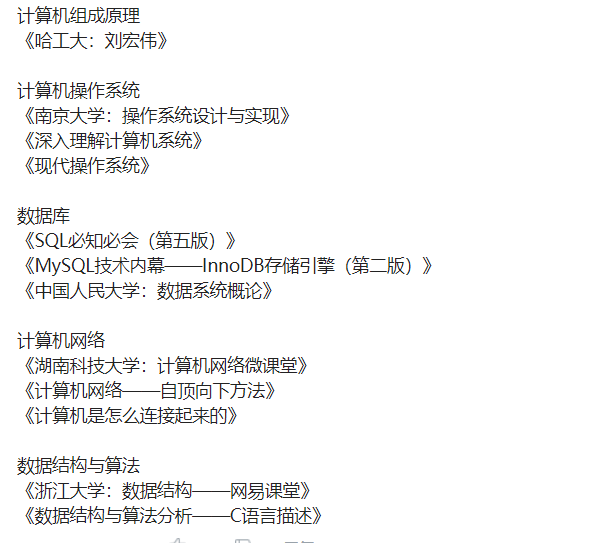 计算机组成原理
《哈工大：刘宏伟》
计算机操作系统
《南京大学：操作系统设计与实现》
《深入理解计算机系统》
《现代操作系统》
数据库
《SQL必知必会（第五版）》
《MySQL技术内幕——InnoDB存储引擎（第二版）》
《中国人民大学：数据系统概论》
计算机网络
《湖南科技大学：计算机网络微课堂》
《计算机网络——自顶向下方法》
《计算机是怎么连接起来的》
数据结构与算法
《浙江大学：数据结构——网易课堂》
《数据结构与算法分析——C语言描述》